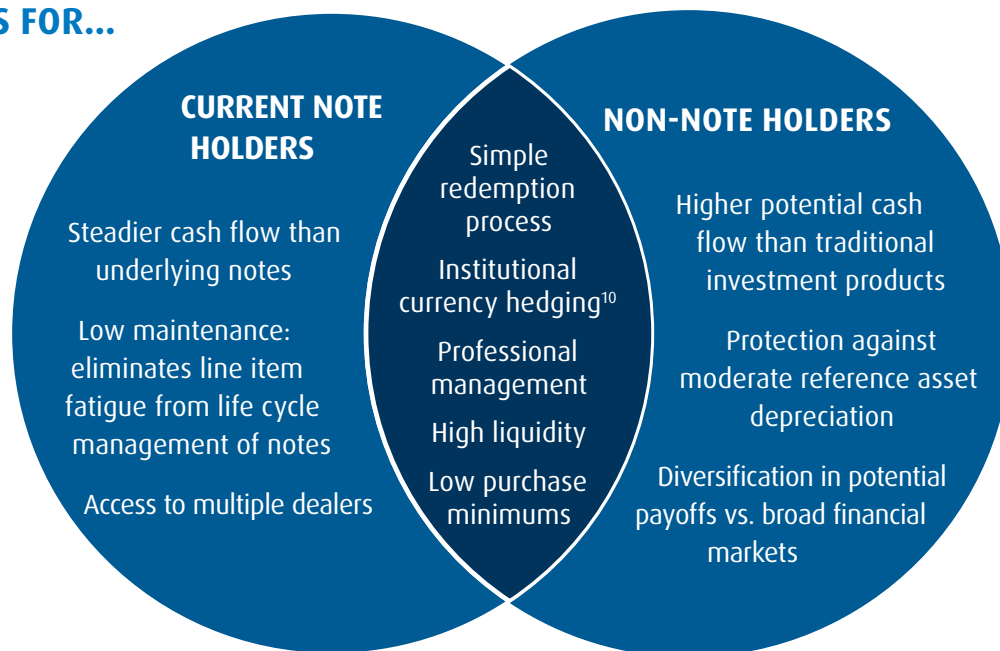 S FOR...
CURRENT NOTE
HOLDERS
Steadier cash flow than
underlying notes
Low maintenance:
eliminates line item
fatigue from life cycle
management of notes
Access to multiple dealers
Simple
redemption
process
Institutional
currency hedging¹⁰
Professional
management
High liquidity
Low purchase
minimums
NON-NOTE HOLDERS
Higher potential cash
flow than traditional
investment products
Protection against
moderate reference asset
depreciation
Diversification in potential
payoffs vs. broad financial
markets